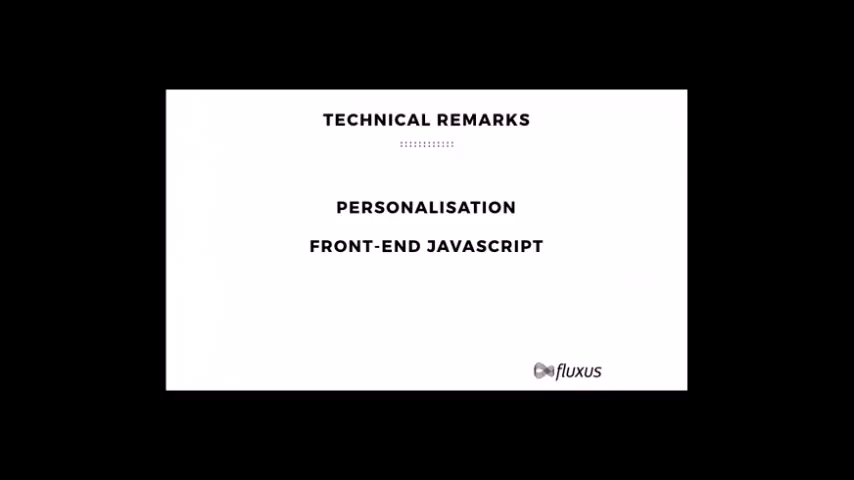 TECHNICAL REMARKS
PERSONALISATION
FRONT-END JAVASCRIPT
fluxus